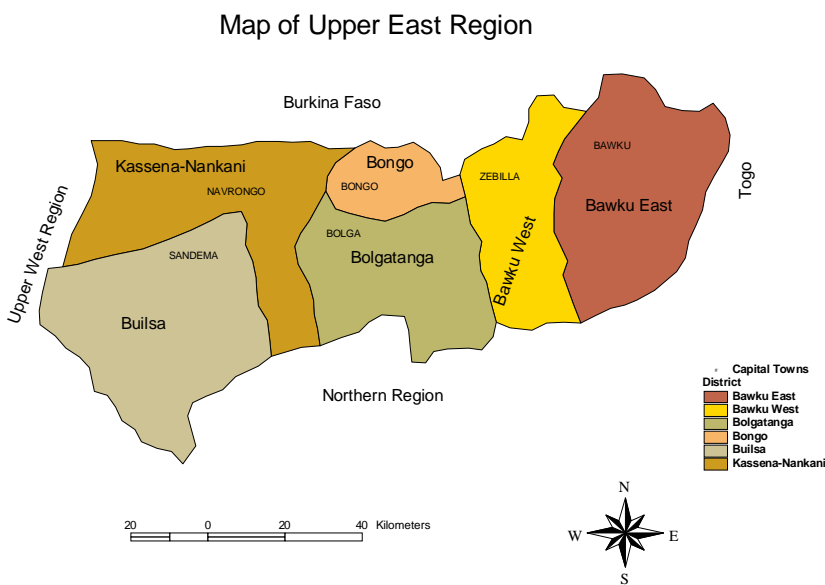 Map of Upper East Region
Burkina Faso
Kassena-Nankani
NAVRONGO
Bongo
BONGO
ZEBILLA
BAWKU
Bawku East
Togo
Upper West Region
SANDEMA
BOLGA
Bolgatanga
Bawku West
Builsa
Northern Region
Capital Towns
District
Bawku East
Bawku West
Bolgatanga
Bongo
Builsa
Kassena-Nankani
20 0 20 40 Kilometers
N
W E
S